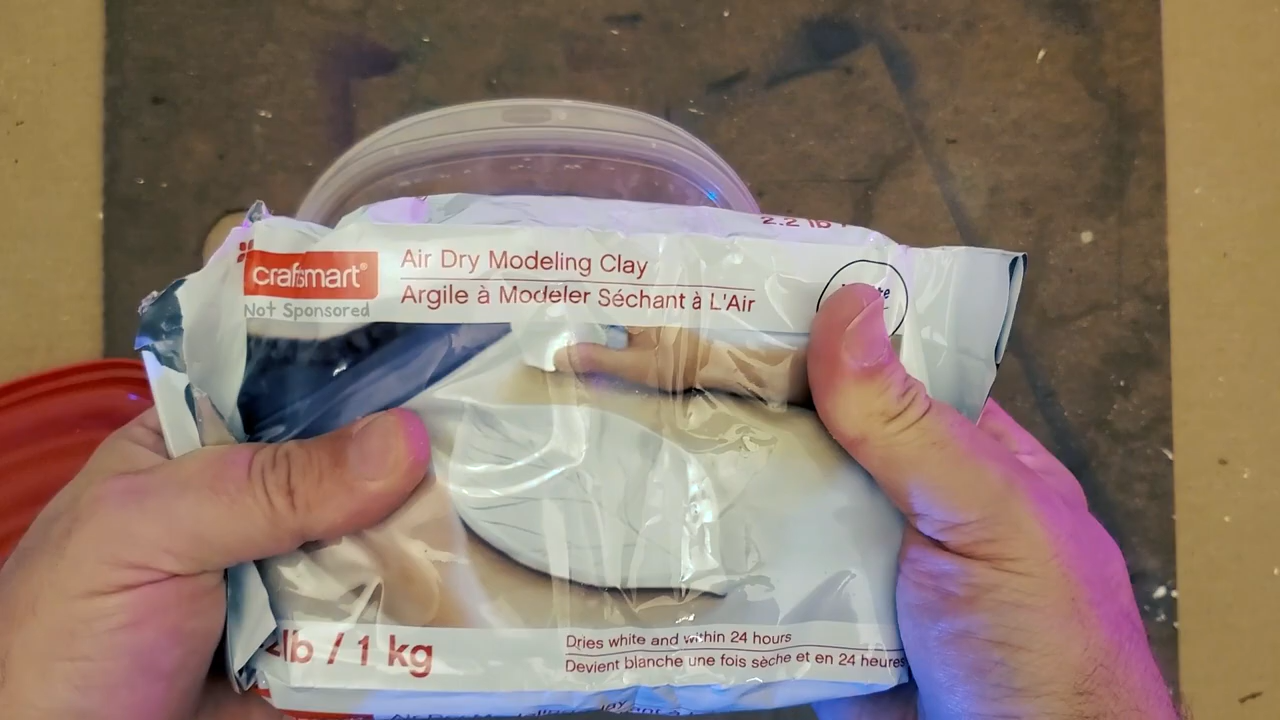 2.2 lb
craftsmart®
Air Dry Modeling Clay
Argile à Modeler Séchant à L'Air
Not Sponsored
lb / 1 kg
Dries white and within 24 hours
Devient blanche une fois sèche et en 24 heures